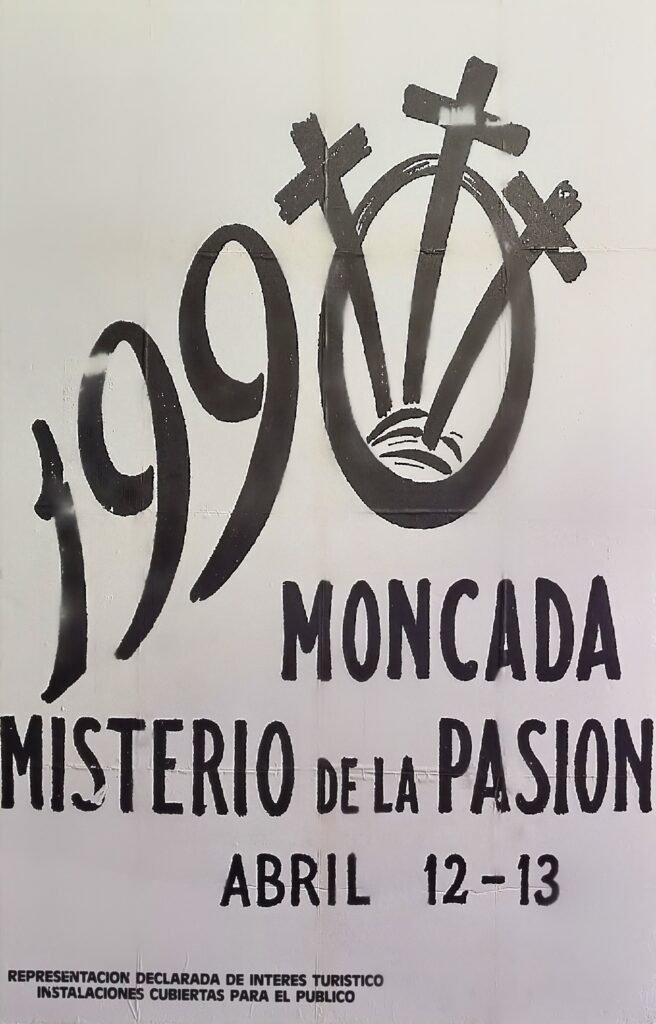 1990
MONCADA
MISTERIO DE LA PASION
ABRIL 12-13
REPRESENTACION DECLARADA DE INTERES TURISTICO
INSTALACIONES CUBIERTAS PARA EL PUBLICO